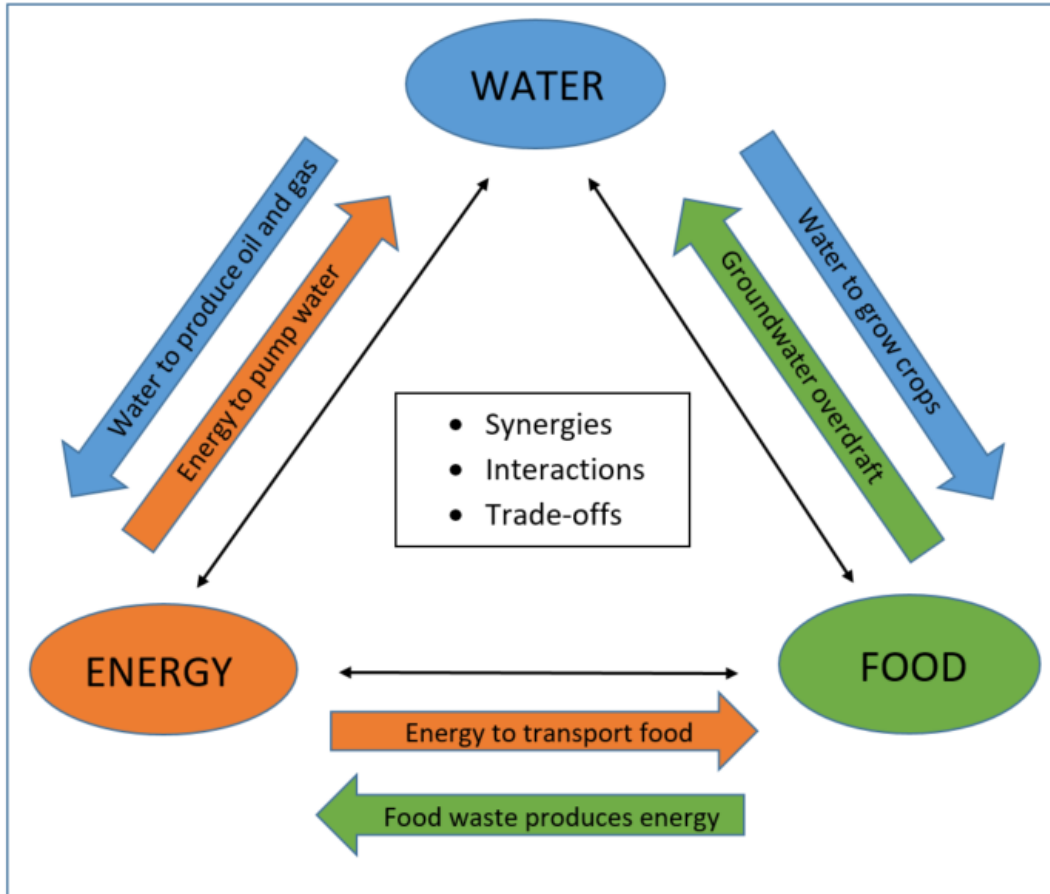 WATER
Water to produce oil and gas
Energy to pump water
Groundwater overdraft
Water to grow crops
• Synergies
• Interactions
• Trade-offs
ENERGY
FOOD
Energy to transport food
Food waste produces energy